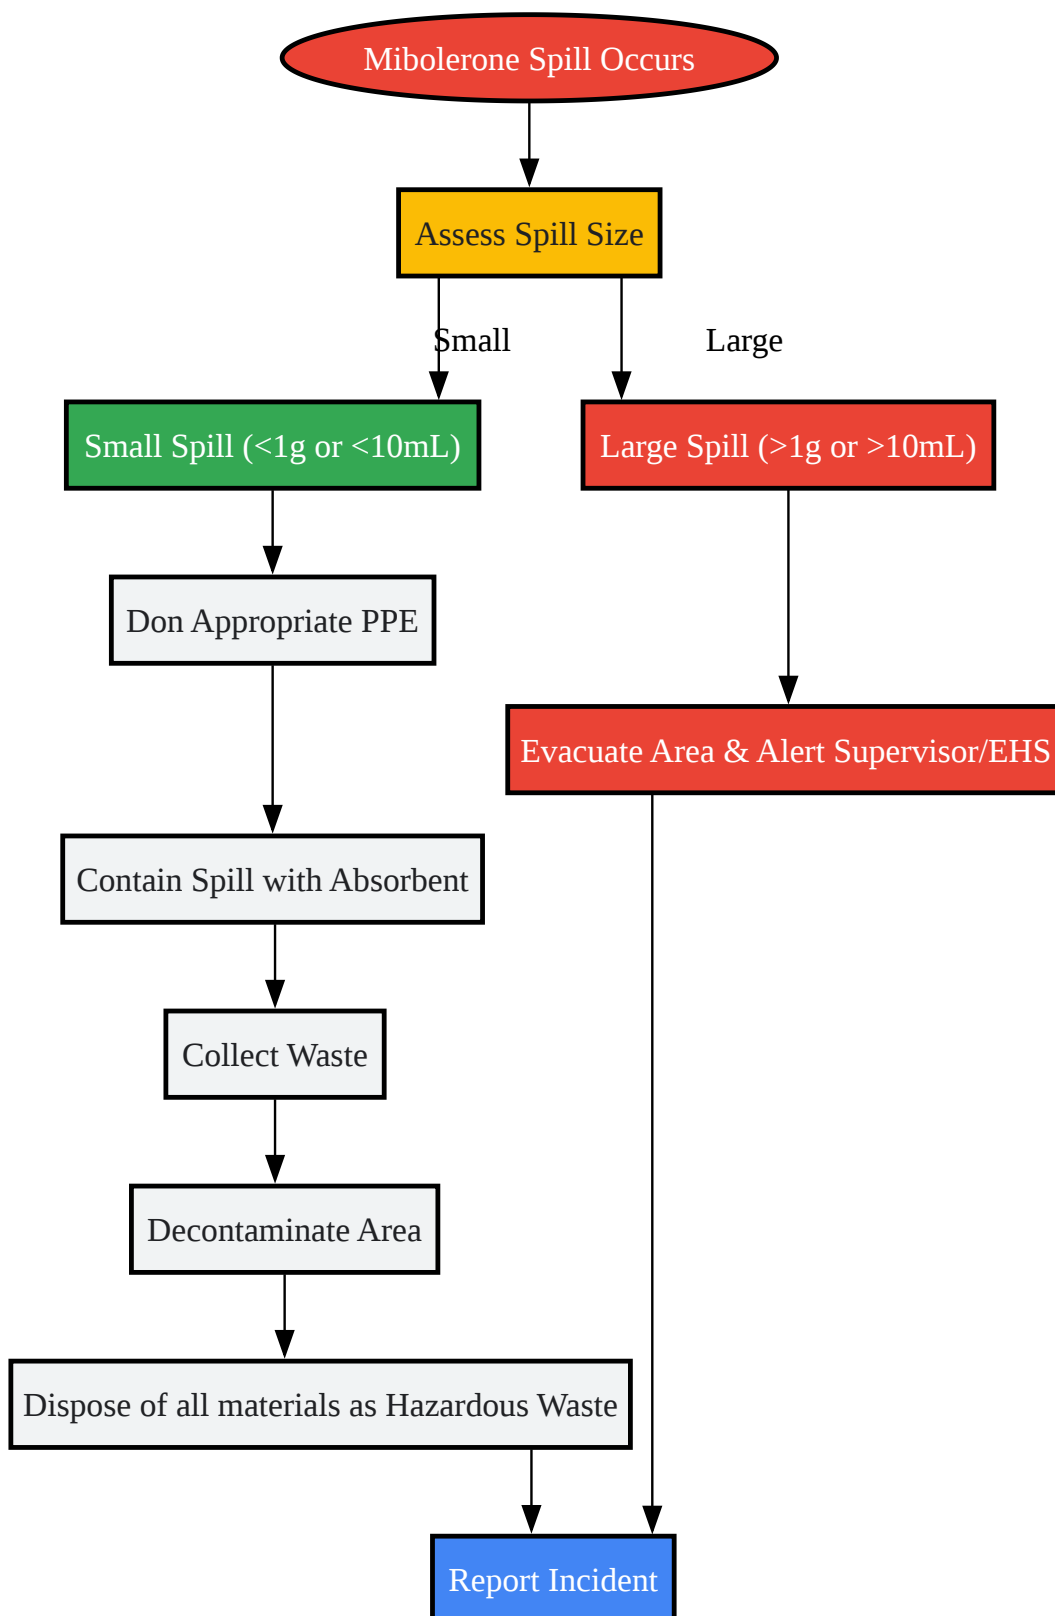 Mibolerone Spill Occurs
Assess Spill Size
Small
Large
Small Spill (<1g or <10mL)
Large Spill (>1g or >10mL)
Don Appropriate PPE
Evacuate Area & Alert Supervisor/EHS
Contain Spill with Absorbent
Collect Waste
Decontaminate Area
Dispose of all materials as Hazardous Waste
Report Incident